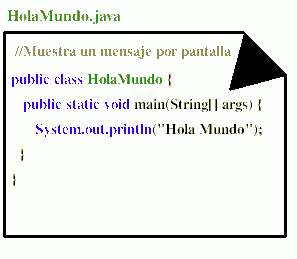 HolaMundo.java
//Muestra un mensaje por pantalla
public class HolaMundo {
public static void main(String[] args) {
System.out.println("Hola Mundo");
}
}